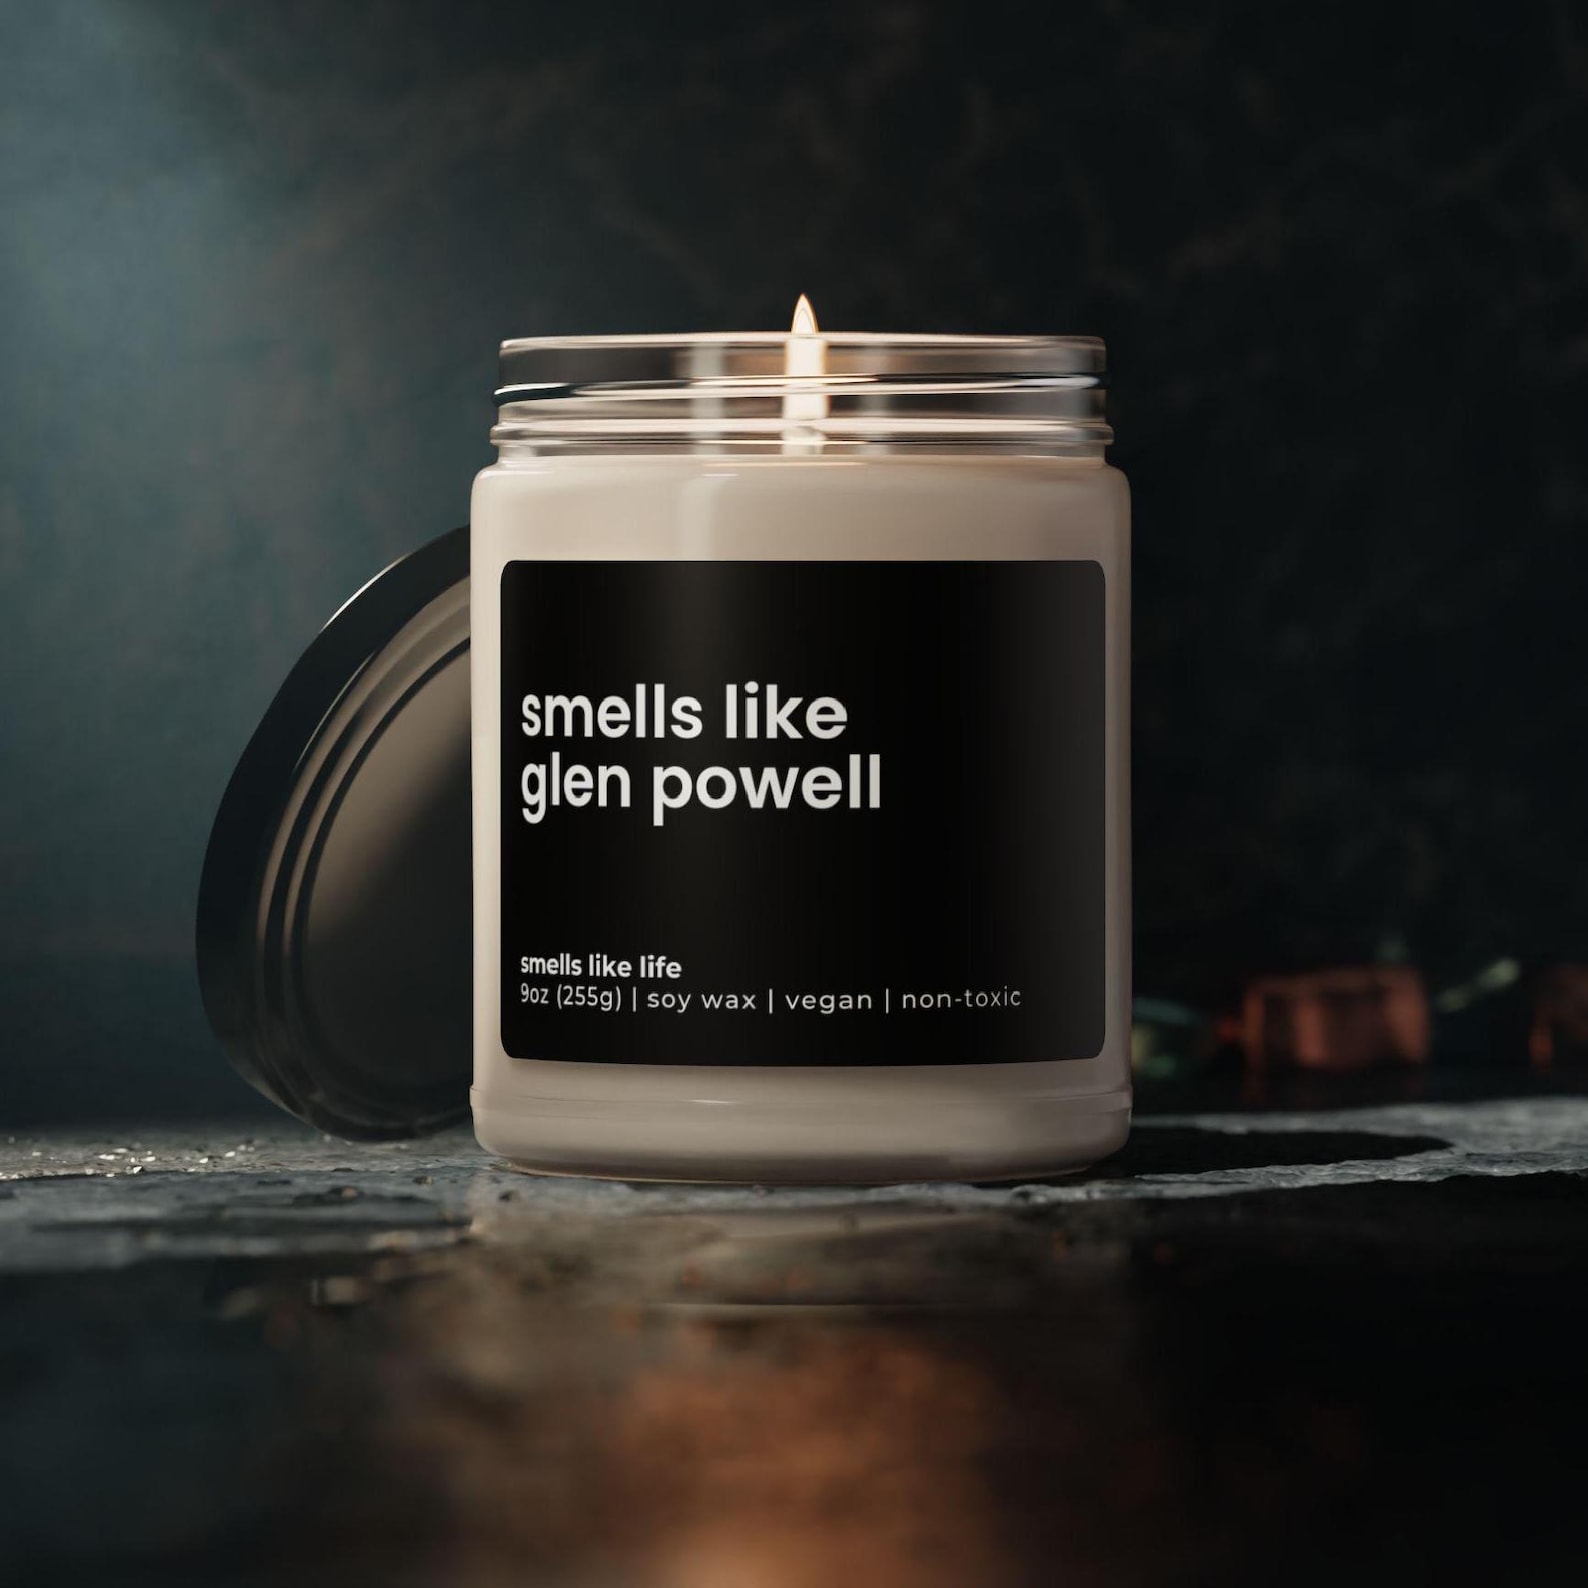 smells like
glen powell
smells like life
9oz (255g) | soy wax | vegan | non-toxic